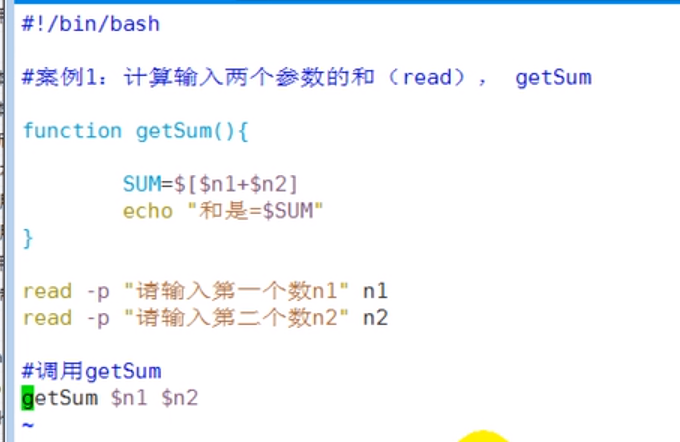 #!/bin/bash
#案例1：计算输入两个参数的和（read）， getSum
function getSum(){
SUM=$[$n1+$n2]
echo "和是=$SUM"
}
read -p "请输入第一个数n1" n1
read -p "请输入第二个数n2" n2
#调用getSum
getSum $n1 $n2
~